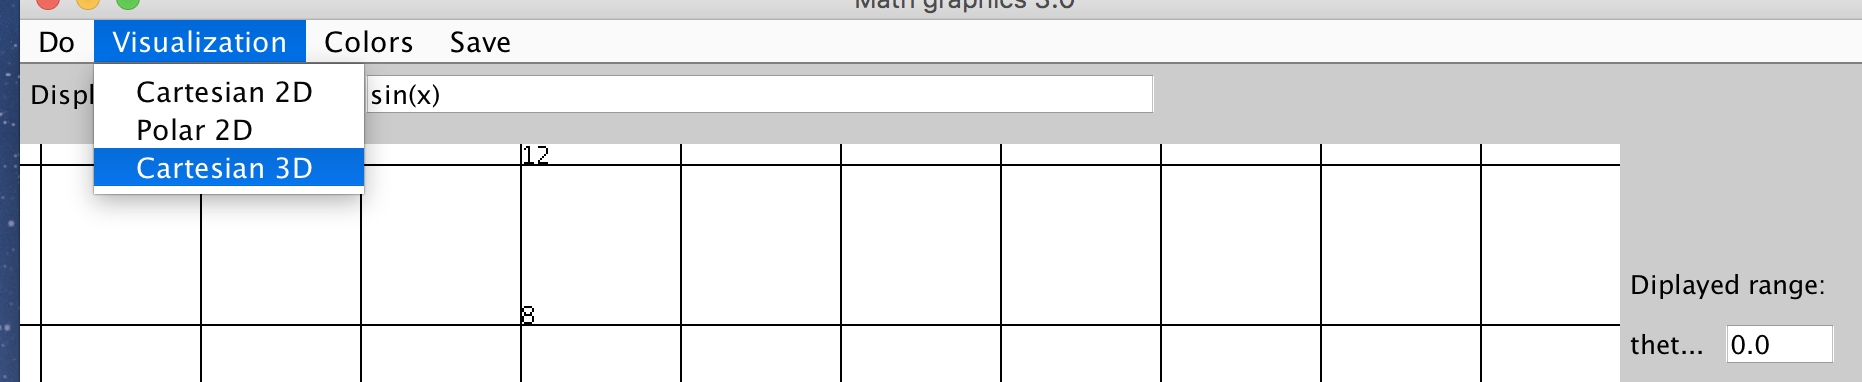 Math graphics 3.0
Do Visualization Colors Save
Displ sin(x)
Cartesian 2D
Polar 2D
Cartesian 3D
12
8
Diplayed range:
thet... 0.0